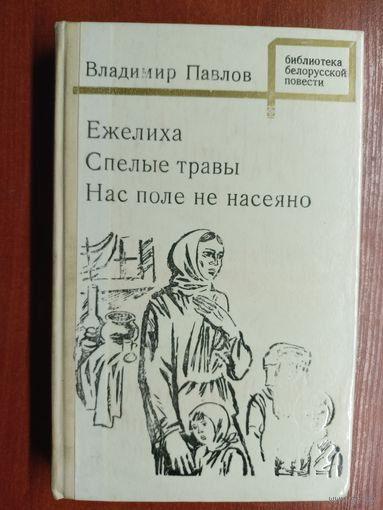 Владимир Павлов
библиотека
белорусской
повести
Ежелиха
Спелые травы
Нас поле не насеяно